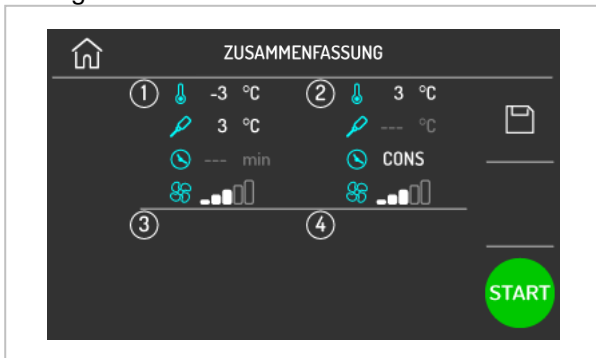 ZUSAMMENFASSUNG
1 -3 °C 2 3 °C
3 °C --- °C
--- min CONS
3 4
START